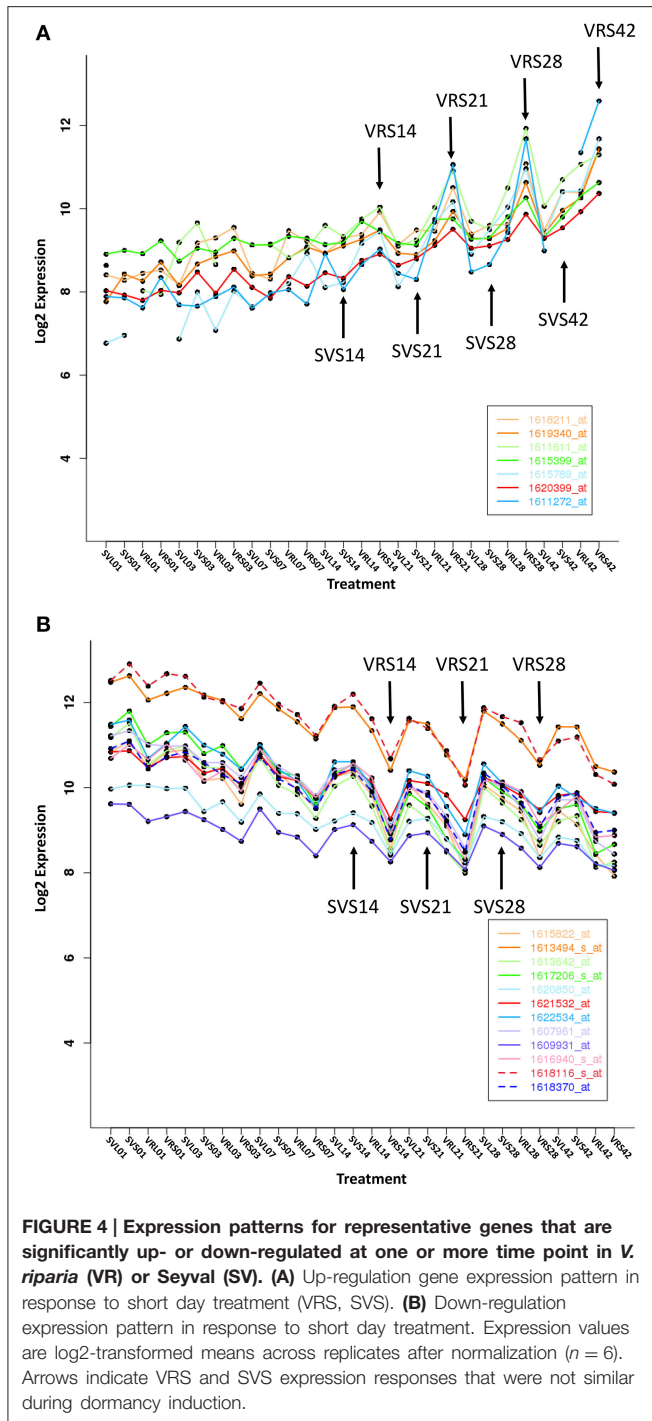 A
VRS42
VRS28
VRS21
VRS14
12
10
8
6
4
Log2 Expression
SVS14
SVS21
SVS28
SVS42
1618211_at
1619340_at
1611611_at
1615399_at
1615789_at
1620399_at
1611272_at
SVL01 SVS01 VRL01 VRS01 SVL03 SVS03 VRL03 VRS03 SVL07 SVS07 VRL07 VRS07 SVL14 SVS14 VRL14 VRS14 SVL21 SVS21 VRL21 VRS21 SVL28 SVS28 VRL28 VRS28 SVL42 SVS42 VRL42 VRS42
Treatment
B
VRS14 VRS21 VRS28
12
10
8
6
4
Log2 Expression
SVS14 SVS21 SVS28
1615822_at
1613494_s_at
1613642_at
1617206_s_at
1620850_at
1621532_at
1622534_at
1607961_at
1609931_at
1616940_s_at
1618116_s_at
1618370_at
SVL01 SVS01 VRL01 VRS01 SVL03 SVS03 VRL03 VRS03 SVL07 SVS07 VRL07 VRS07 SVL14 SVS14 VRL14 VRS14 SVL21 SVS21 VRL21 VRS21 SVL28 SVS28 VRL28 VRS28 SVL42 SVS42 VRL42 VRS42
Treatment
FIGURE 4 | Expression patterns for representative genes that are
significantly up- or down-regulated at one or more time point in V.
riparia (VR) or Seyval (SV). (A) Up-regulation gene expression pattern in
response to short day treatment (VRS, SVS). (B) Down-regulation
expression pattern in response to short day treatment. Expression values
are log2-transformed means across replicates after normalization (n = 6).
Arrows indicate VRS and SVS expression responses that were not similar
during dormancy induction.